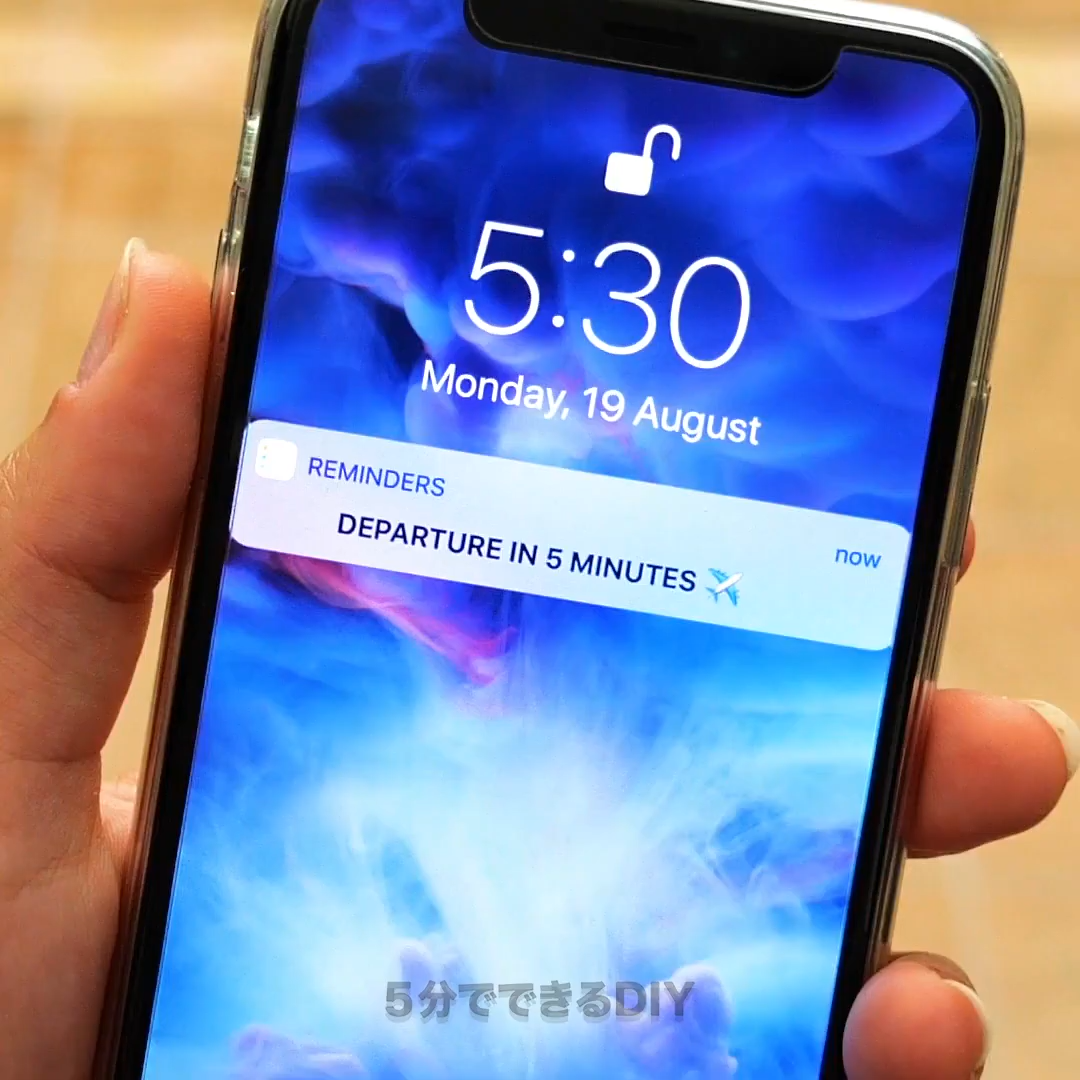 5:30
Monday, 19 August
REMINDERS
now
DEPARTURE IN 5 MINUTES ✈️
5分でできるDIY